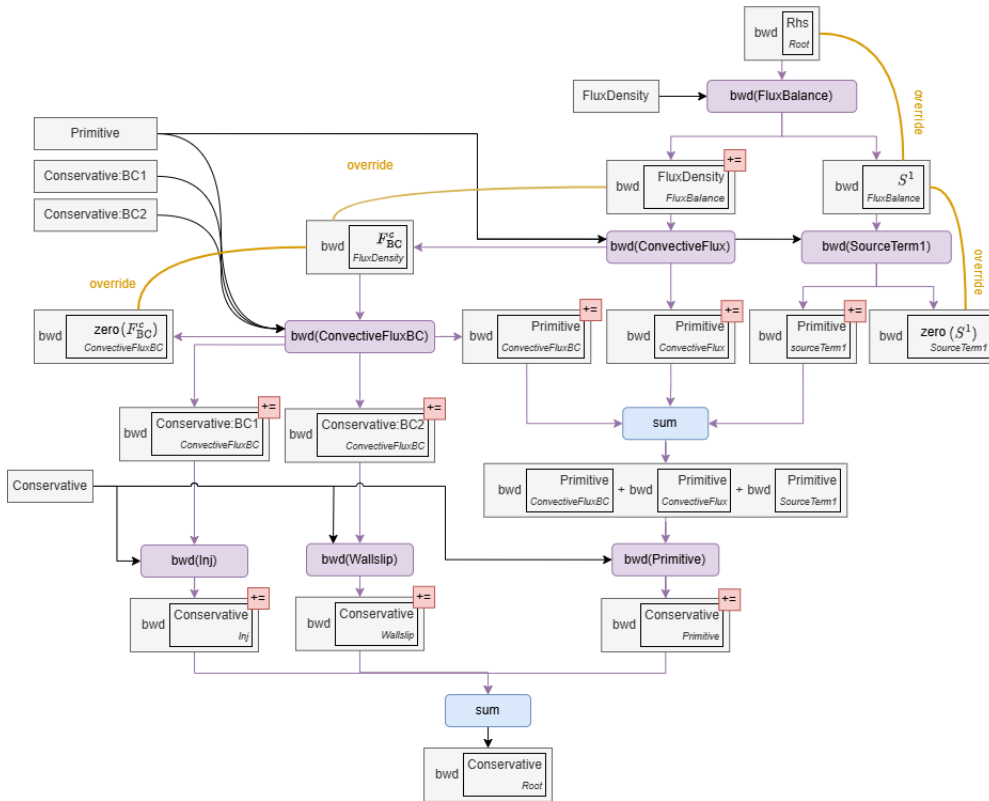 bwd Rhs
Root
FluxDensity
bwd(FluxBalance)
override
Primitive
override
+=
bwd FluxDensity
FluxBalance
bwd S¹
FluxBalance
Conservative:BC1
Conservative:BC2
bwd F^c_BC
FluxDensity
bwd(ConvectiveFlux)
bwd(SourceTerm1)
override
override
bwd zero(F^c_BC)
ConvectiveFluxBC
bwd(ConvectiveFluxBC)
+=
bwd Primitive
ConvectiveFluxBC
+=
bwd Primitive
ConvectiveFlux
+=
bwd Primitive
sourceTerm1
bwd zero(S¹)
SourceTerm1
+=
bwd Conservative:BC1
ConvectiveFluxBC
+=
bwd Conservative:BC2
ConvectiveFluxBC
sum
Conservative
bwd Primitive + bwd Primitive + bwd Primitive
ConvectiveFluxBC ConvectiveFlux SourceTerm1
bwd(Inj)
bwd(Wallslip)
bwd(Primitive)
+=
bwd Conservative
Inj
+=
bwd Conservative
Wallslip
+=
bwd Conservative
Primitive
sum
bwd Conservative
Root